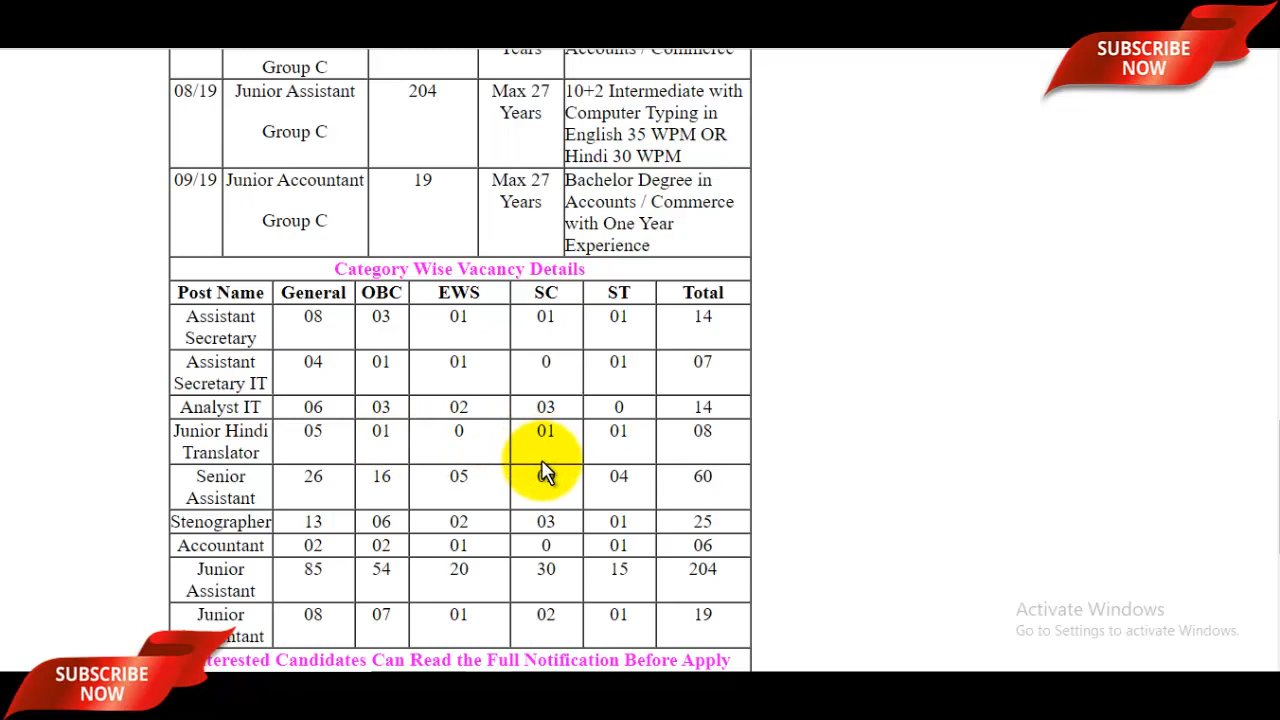 SUBSCRIBE
NOW
Group C
08/19 Junior Assistant 204 Max 27 10+2 Intermediate with
Years Computer Typing in
Group C English 35 WPM OR
Hindi 30 WPM
09/19 Junior Accountant 19 Max 27 Bachelor Degree in
Years Accounts / Commerce
Group C with One Year
Experience
Category Wise Vacancy Details
Post Name General OBC EWS SC ST Total
Assistant 08 03 01 01 01 14
Secretary
Assistant 04 01 01 0 01 07
Secretary IT
Analyst IT 06 03 02 03 0 14
Junior Hindi 05 01 0 01 01 08
Translator
Senior 26 16 05 04 60
Assistant
Stenographer 13 06 02 03 01 25
Accountant 02 02 01 0 01 06
Junior 85 54 20 30 15 204
Assistant
Junior 08 07 01 02 01 19
Candidates Can Read the Full Notification Before Apply
Activate Windows
Go to Settings to activate Windows.
SUBSCRIBE
NOW